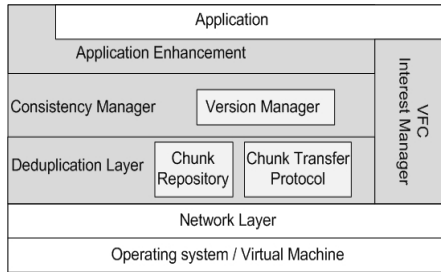 Application
Application Enhancement
VFC
Interest Manager
Consistency Manager
Version Manager
Deduplication Layer
Chunk
Repository
Chunk Transfer
Protocol
Network Layer
Operating system / Virtual Machine